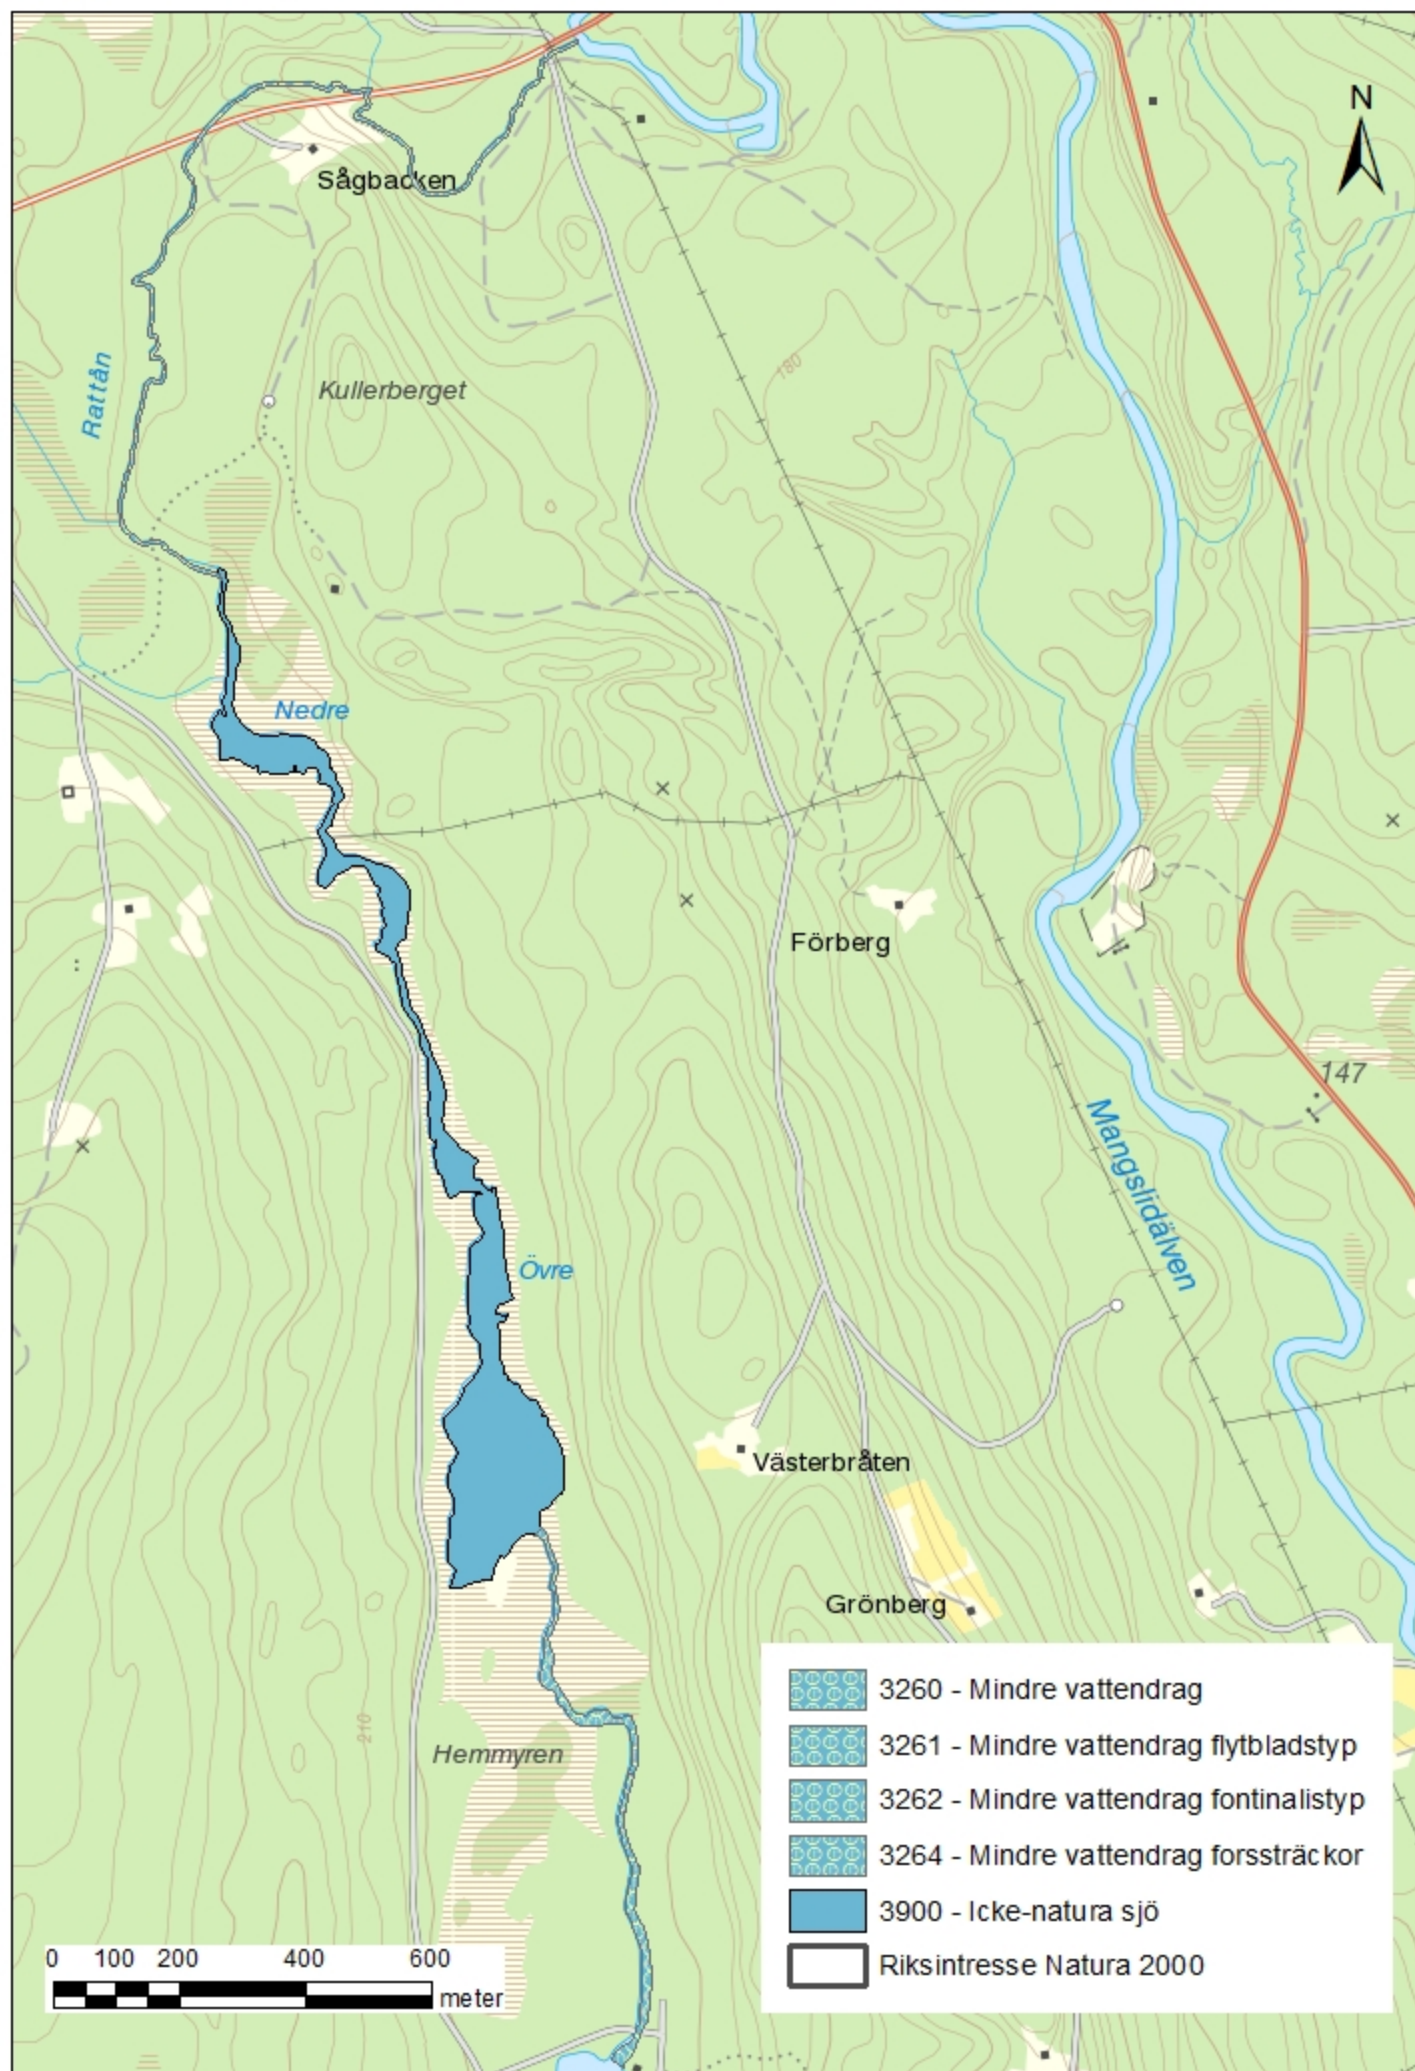 N
Sågbacken
Rattån
Kullerberget
180
Nedre
Förberg
147
Mangslidälven
Övre
Västerbråten
Grönberg
Hemmyren
210
3260 - Mindre vattendrag
3261 - Mindre vattendrag flytbladstyp
3262 - Mindre vattendrag fontinalistyp
3264 - Mindre vattendrag forssträckor
3900 - Icke-natura sjö
Riksintresse Natura 2000
0 100 200 400 600
meter